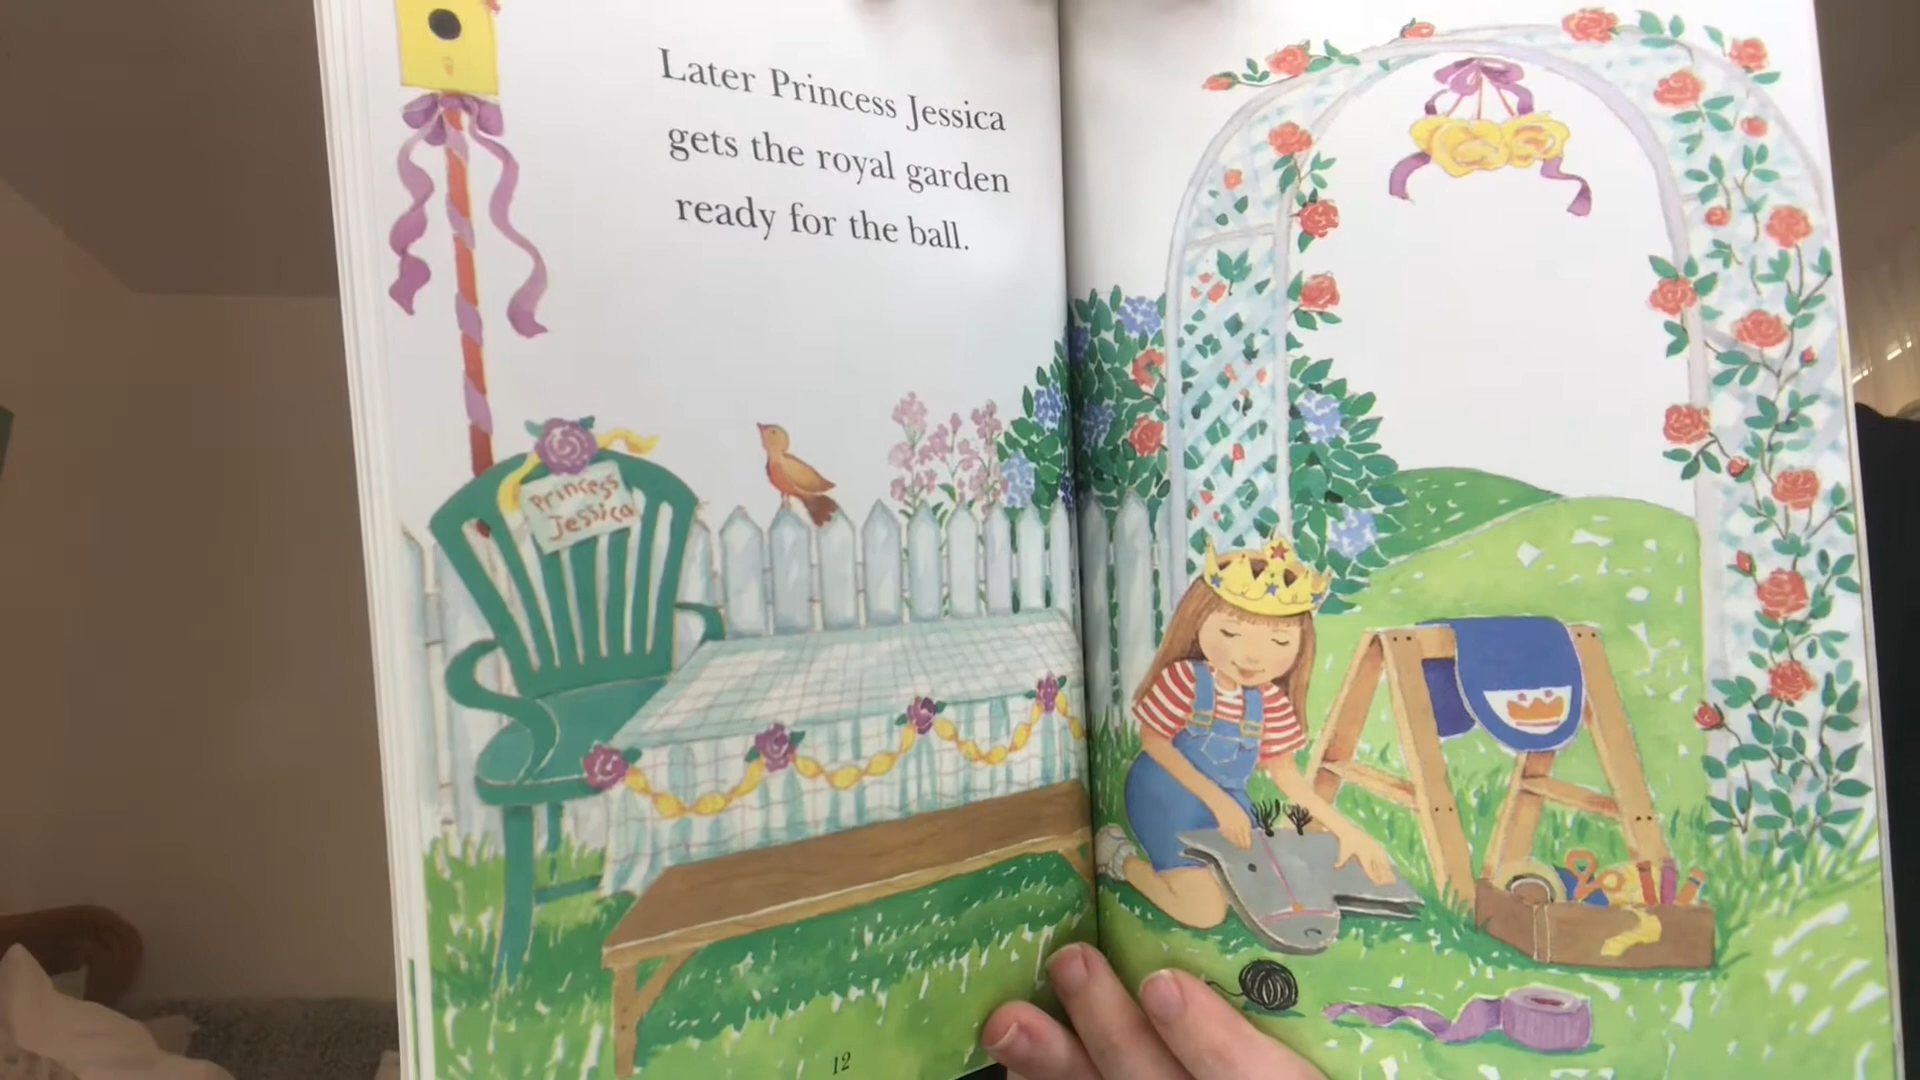 Later Princess Jessica
gets the royal garden
ready for the ball.
Princess
Jessica
12